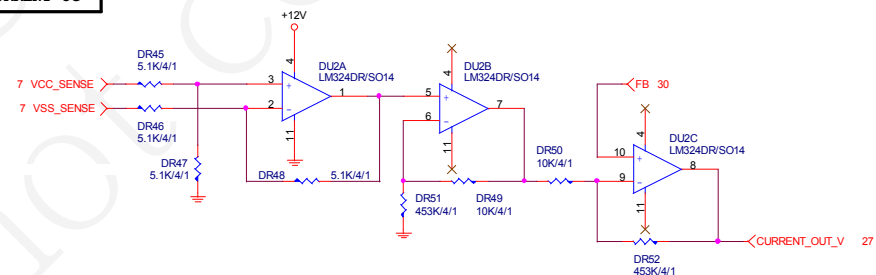 +12V
DR45
5.1K/4/1
7 VCC_SENSE
7 VSS_SENSE
DR46
5.1K/4/1
DR47
5.1K/4/1
DR48
5.1K/4/1
3
2
4
11
1
+
-
DU2A
LM324DR/SO14
DU2B
LM324DR/SO14
5
6
4
11
7
+
-
DR51
453K/4/1
DR49
10K/4/1
DR50
10K/4/1
FB 30
DU2C
LM324DR/SO14
10
9
4
11
8
+
-
DR52
453K/4/1
CURRENT_OUT_V 27